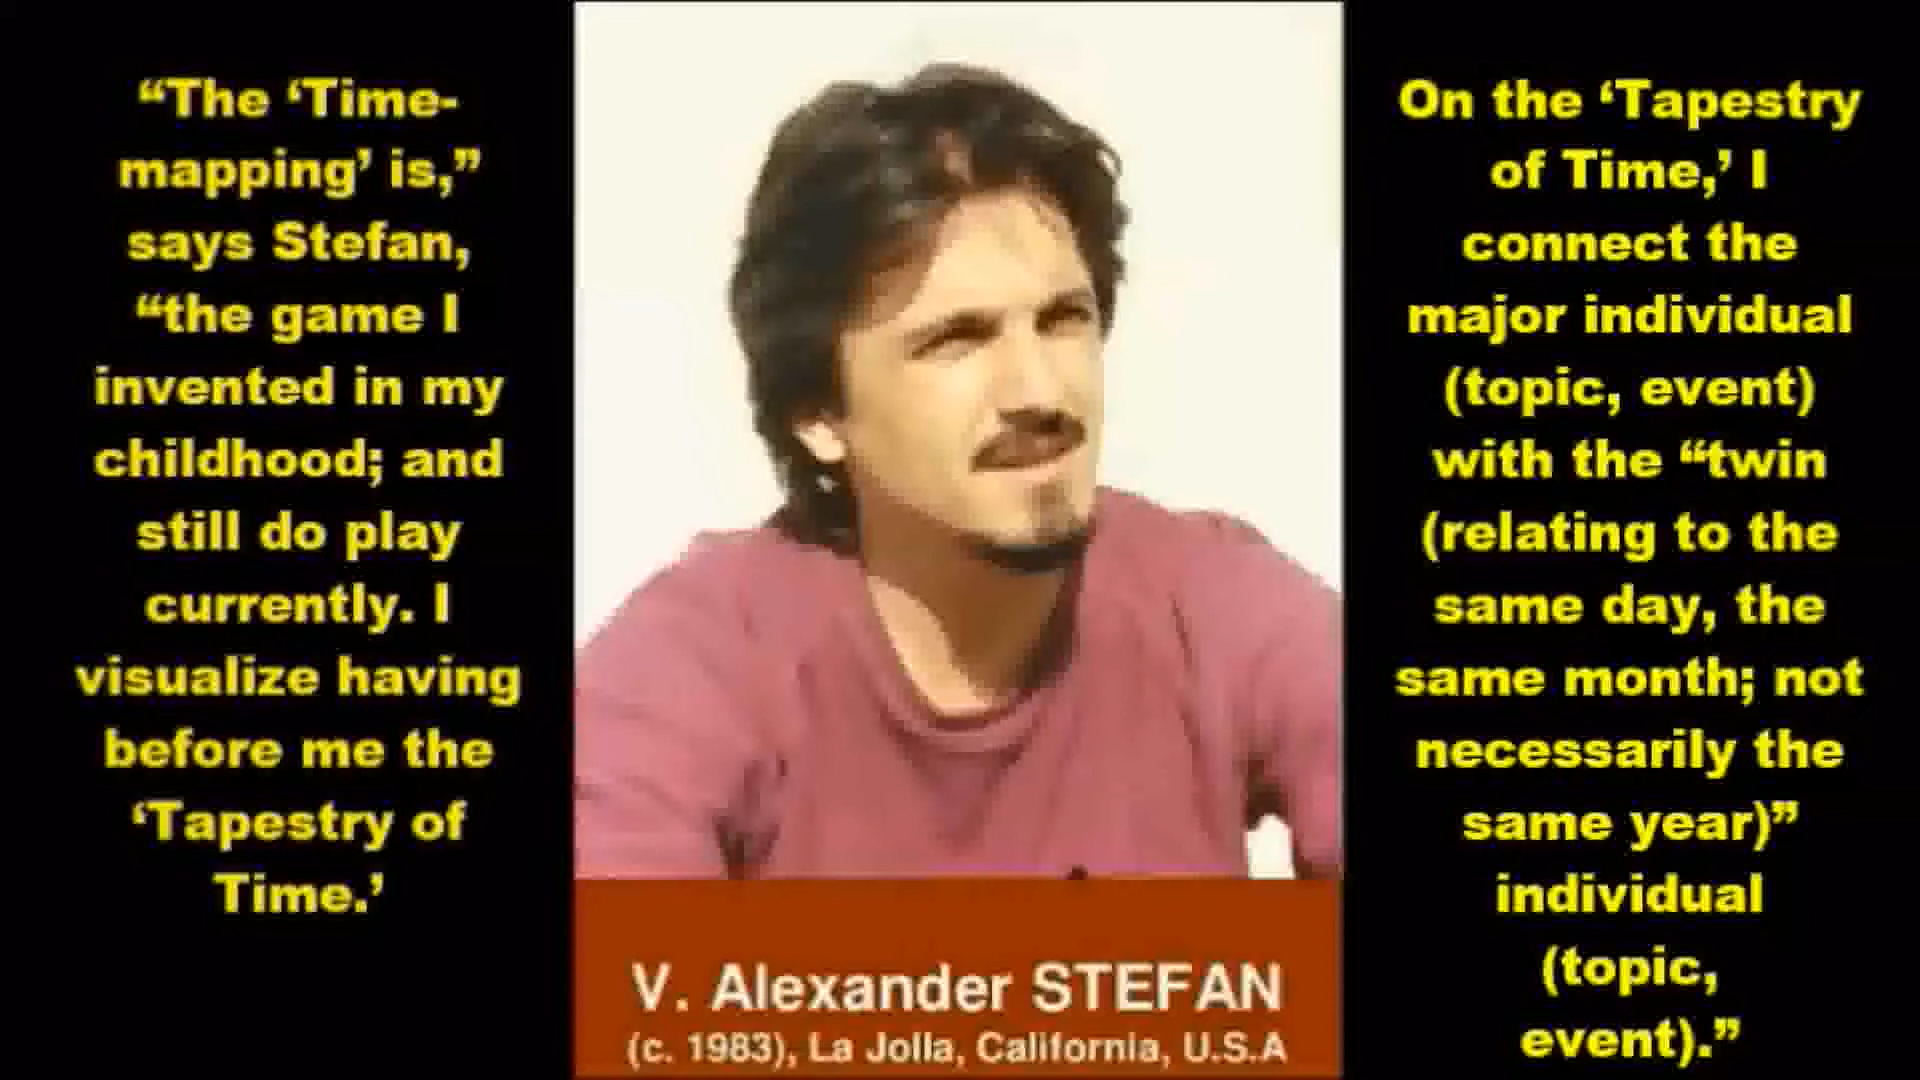 “The ‘Time-
mapping’ is,”
says Stefan,
“the game I
invented in my
childhood; and
still do play
currently. I
visualize having
before me the
‘Tapestry of
Time.’
On the ‘Tapestry
of Time,’ I
connect the
major individual
(topic, event)
with the “twin
(relating to the
same day, the
same month; not
necessarily the
same year)”
individual
(topic,
event).”
V. Alexander STEFAN
(c. 1983), La Jolla, California, U.S.A